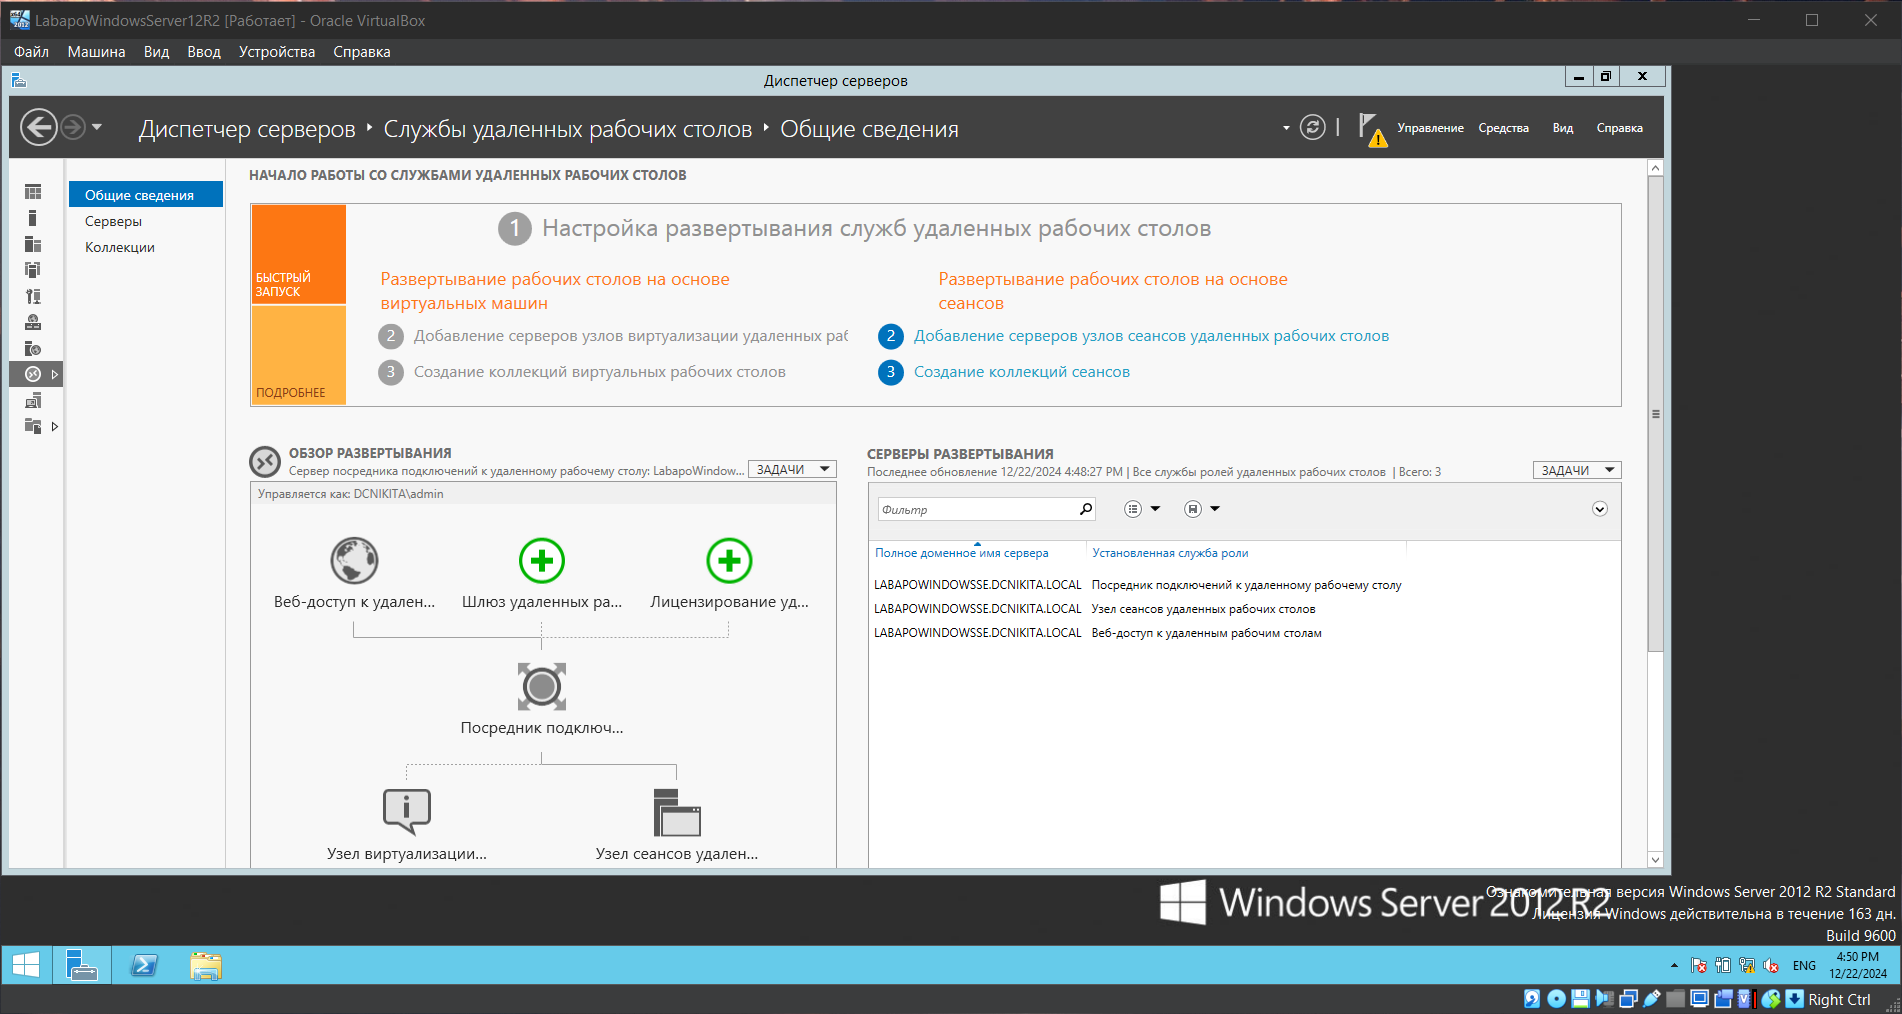 LabapoWindowsServer12R2 [Работает] - Oracle VirtualBox
Файл Машина Вид Ввод Устройства Справка
Диспетчер серверов
Диспетчер серверов ‣ Службы удаленных рабочих столов ‣ Общие сведения
Управление Средства Вид Справка
Общие сведения
Серверы
Коллекции
НАЧАЛО РАБОТЫ СО СЛУЖБАМИ УДАЛЕННЫХ РАБОЧИХ СТОЛОВ
БЫСТРЫЙ
ЗАПУСК
ПОДРОБНЕЕ
1 Настройка развертывания служб удаленных рабочих столов
Развертывание рабочих столов на основе
виртуальных машин
2 Добавление серверов узлов виртуализации удаленных раб
3 Создание коллекций виртуальных рабочих столов
Развертывание рабочих столов на основе
сеансов
2 Добавление серверов узлов сеансов удаленных рабочих столов
3 Создание коллекций сеансов
ОБЗОР РАЗВЕРТЫВАНИЯ
Сервер посредника подключений к удаленному рабочему столу: LabapoWindow...
ЗАДАЧИ
Управляется как: DCNIKITA\admin
Веб-доступ к удален... Шлюз удаленных ра... Лицензирование уд...
Посредник подключ...
Узел виртуализации... Узел сеансов удален...
СЕРВЕРЫ РАЗВЕРТЫВАНИЯ
Последнее обновление 12/22/2024 4:48:27 PM | Все службы ролей удаленных рабочих столов | Всего: 3
ЗАДАЧИ
Фильтр
Полное доменное имя сервера Установленная служба роли
LABAPOWINDOWSSE.DCNIKITA.LOCAL Посредник подключений к удаленному рабочему столу
LABAPOWINDOWSSE.DCNIKITA.LOCAL Узел сеансов удаленных рабочих столов
LABAPOWINDOWSSE.DCNIKITA.LOCAL Веб-доступ к удаленным рабочим столам
Windows Server 2012 R2
Ознакомительная версия Windows Server 2012 R2 Standard
Лицензия Windows действительна в течение 163 дн.
Build 9600
ENG
4:50 PM
12/22/2024
Right Ctrl